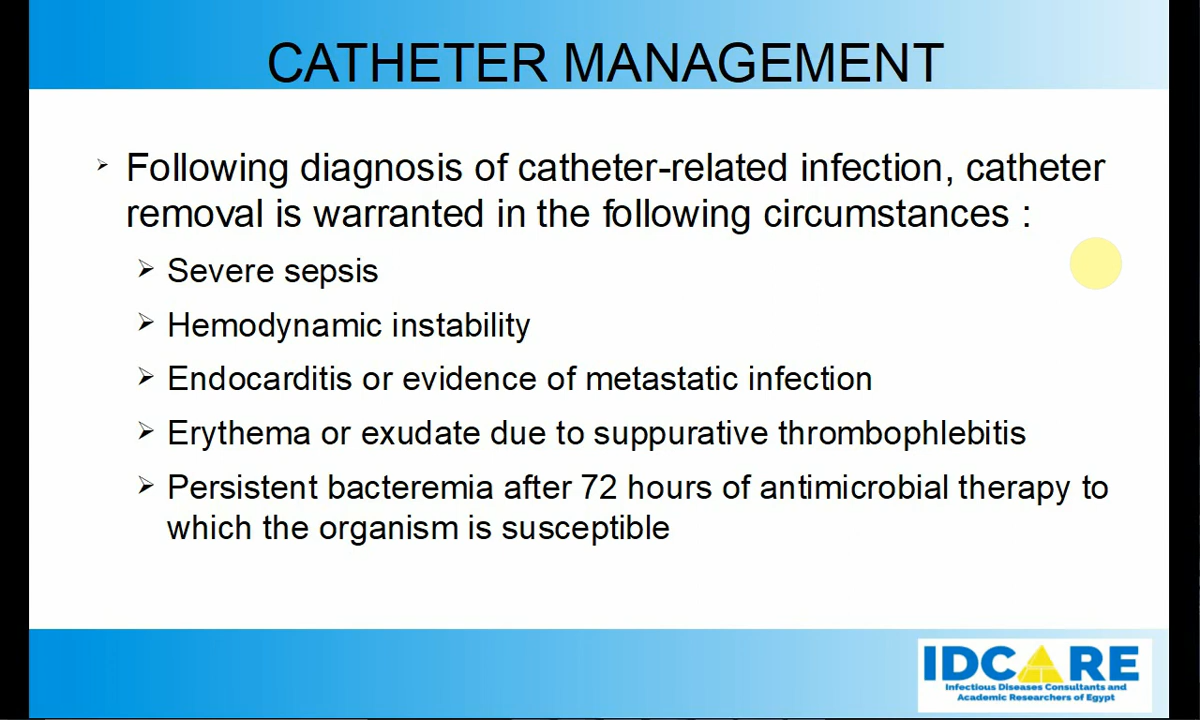 CATHETER MANAGEMENT
Following diagnosis of catheter-related infection, catheter
removal is warranted in the following circumstances :
Severe sepsis
Hemodynamic instability
Endocarditis or evidence of metastatic infection
Erythema or exudate due to suppurative thrombophlebitis
Persistent bacteremia after 72 hours of antimicrobial therapy to
which the organism is susceptible
IDCARE
Infectious Diseases Consultants and
Academic Researchers of Egypt